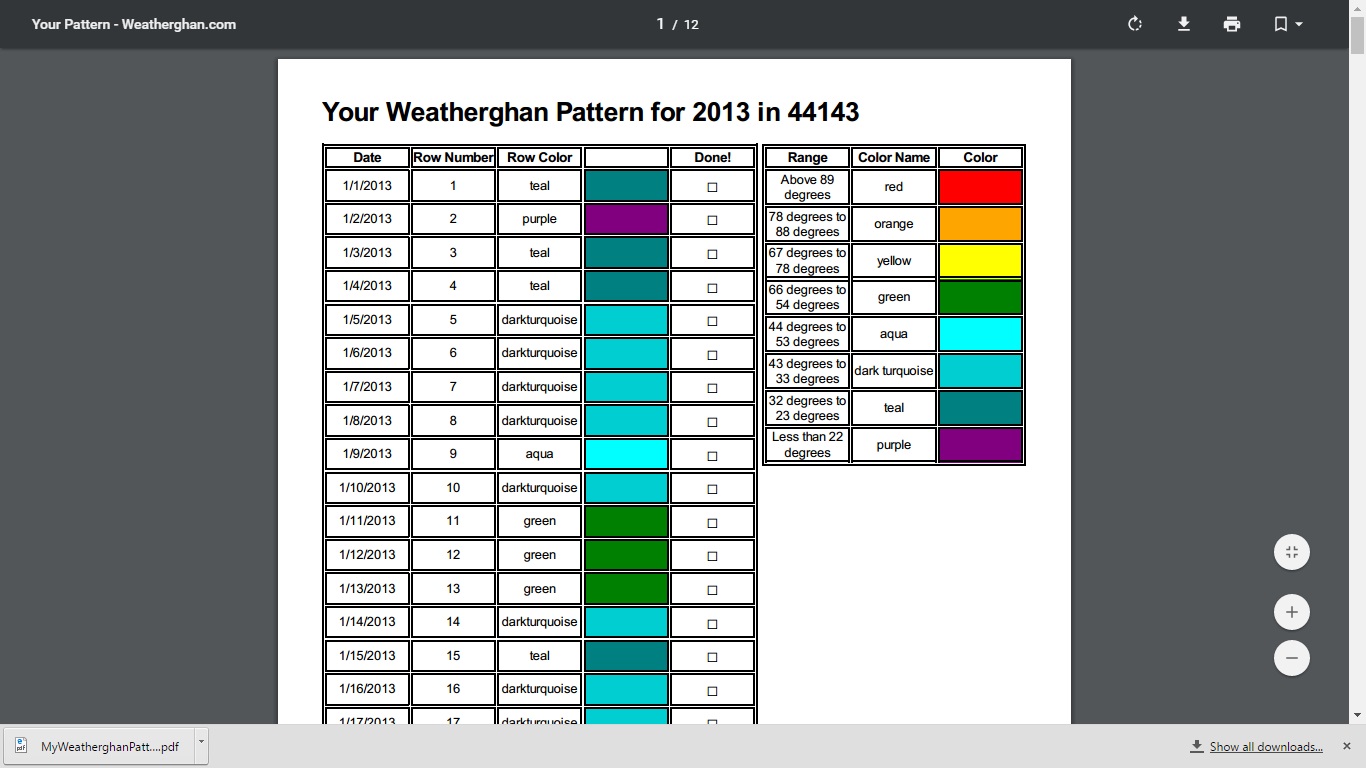 Your Pattern - Weatherghan.com
1 / 12
Your Weatherghan Pattern for 2013 in 44143
Date Row Number Row Color Done!
1/1/2013 1 teal
1/2/2013 2 purple
1/3/2013 3 teal
1/4/2013 4 teal
1/5/2013 5 darkturquoise
1/6/2013 6 darkturquoise
1/7/2013 7 darkturquoise
1/8/2013 8 darkturquoise
1/9/2013 9 aqua
1/10/2013 10 darkturquoise
1/11/2013 11 green
1/12/2013 12 green
1/13/2013 13 green
1/14/2013 14 darkturquoise
1/15/2013 15 teal
1/16/2013 16 darkturquoise
1/17/2013 17 darkturquoise
Range Color Name Color
Above 89
degrees
red
78 degrees to
88 degrees
orange
67 degrees to
78 degrees
yellow
66 degrees to
54 degrees
green
44 degrees to
53 degrees
aqua
43 degrees to
33 degrees
dark turquoise
32 degrees to
23 degrees
teal
Less than 22
degrees
purple
MyWeatherghanPatt....pdf
Show all downloads...